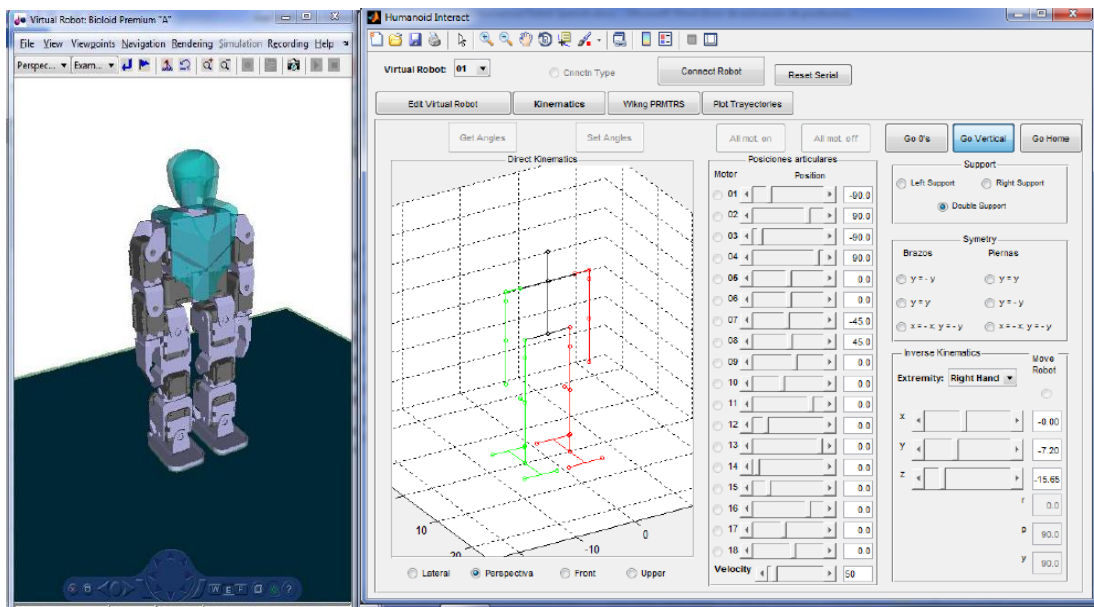 Virtual Robot: Bioloid Premium "A"
File View Viewpoints Navigation Rendering Simulation Recording Help
Perspec... Exam...
W E F ?
Humanoid Interact
Virtual Robot: 01 Cnnctn Type Connect Robot Reset Serial
Edit Virtual Robot Kinematics Wlkng PRMTRS Plot Trayectories
Get Angles Set Angles All mot. on All mot. off Go 0's Go Vertical Go Home
Direct Kinematics
10
20
-10
0
Lateral Perspectiva Front Upper
Posiciones articulares
Motor Position
01 -90.0
02 90.0
03 -90.0
04 90.0
05 0.0
06 0.0
07 -45.0
08 45.0
09 0.0
10 0.0
11 0.0
12 0.0
13 0.0
14 0.0
15 0.0
16 0.0
17 0.0
18 0.0
Velocity 50
Support
Left Support Right Support
Double Support
Symetry
Brazos Piernas
y = - y y = y
y = y y = - y
x = - x; y = - y x = - x; y = - y
Inverse Kinematics
Move
Robot
Extremity: Right Hand
x -0.00
y -7.20
z -15.65
r 0.0
p 90.0
y 90.0